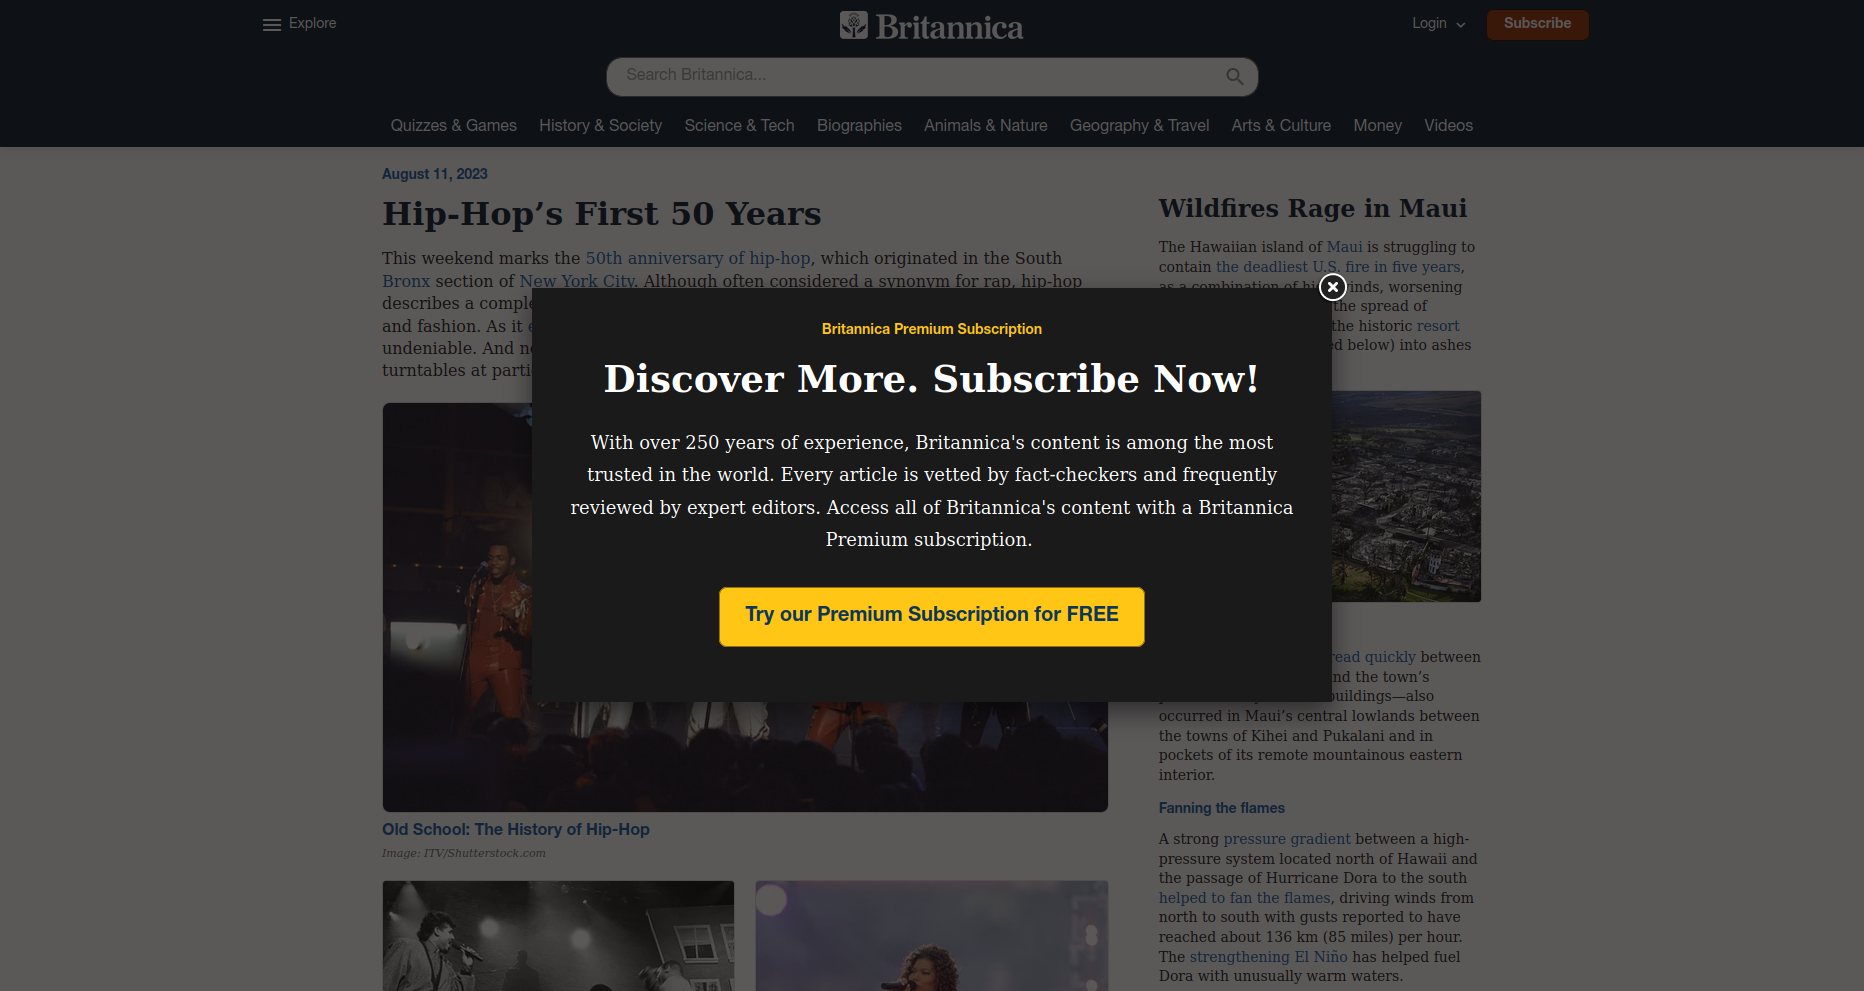 Explore
Britannica
Login
Subscribe
Search Britannica...
Quizzes & Games History & Society Science & Tech Biographies Animals & Nature Geography & Travel Arts & Culture Money Videos
August 11, 2023
Hip-Hop’s First 50 Years
This weekend marks the 50th anniversary of hip-hop, which originated in the South
Bronx section of New York City. Although often considered a synonym for rap, hip-hop
describes a comple
and fashion. As it
undeniable. And
turntables at parti
Britannica Premium Subscription
Discover More. Subscribe Now!
With over 250 years of experience, Britannica's content is among the most
trusted in the world. Every article is vetted by fact-checkers and frequently
reviewed by expert editors. Access all of Britannica's content with a Britannica
Premium subscription.
Try our Premium Subscription for FREE
Old School: The History of Hip-Hop
Image: ITV/Shutterstock.com
Wildfires Rage in Maui
The Hawaiian island of Maui is struggling to
contain the deadliest U.S. fire in five years,
as a combination of inds, worsening
the spread of
the historic resort
ed below) into ashes
read quickly between
nd the town’s
buildings—also
occurred in Maui’s central lowlands between
the towns of Kihei and Pukalani and in
pockets of its remote mountainous eastern
interior.
Fanning the flames
A strong pressure gradient between a high-
pressure system located north of Hawaii and
the passage of Hurricane Dora to the south
helped to fan the flames, driving winds from
north to south with gusts reported to have
reached about 136 km (85 miles) per hour.
The strengthening El Niño has helped fuel
Dora with unusually warm waters.